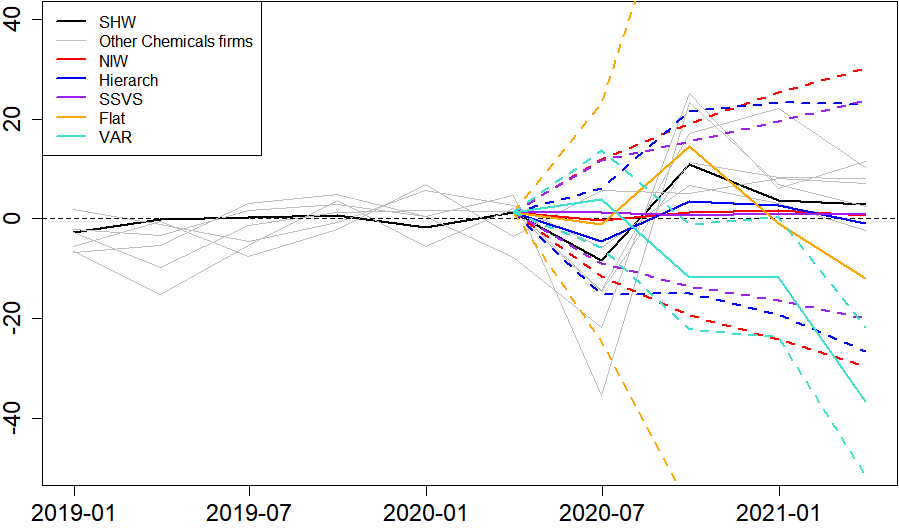 40
20
0
-20
-40
SHW
Other Chemicals firms
NIW
Hierarch
SSVS
Flat
VAR
2019-01 2019-07 2020-01 2020-07 2021-01